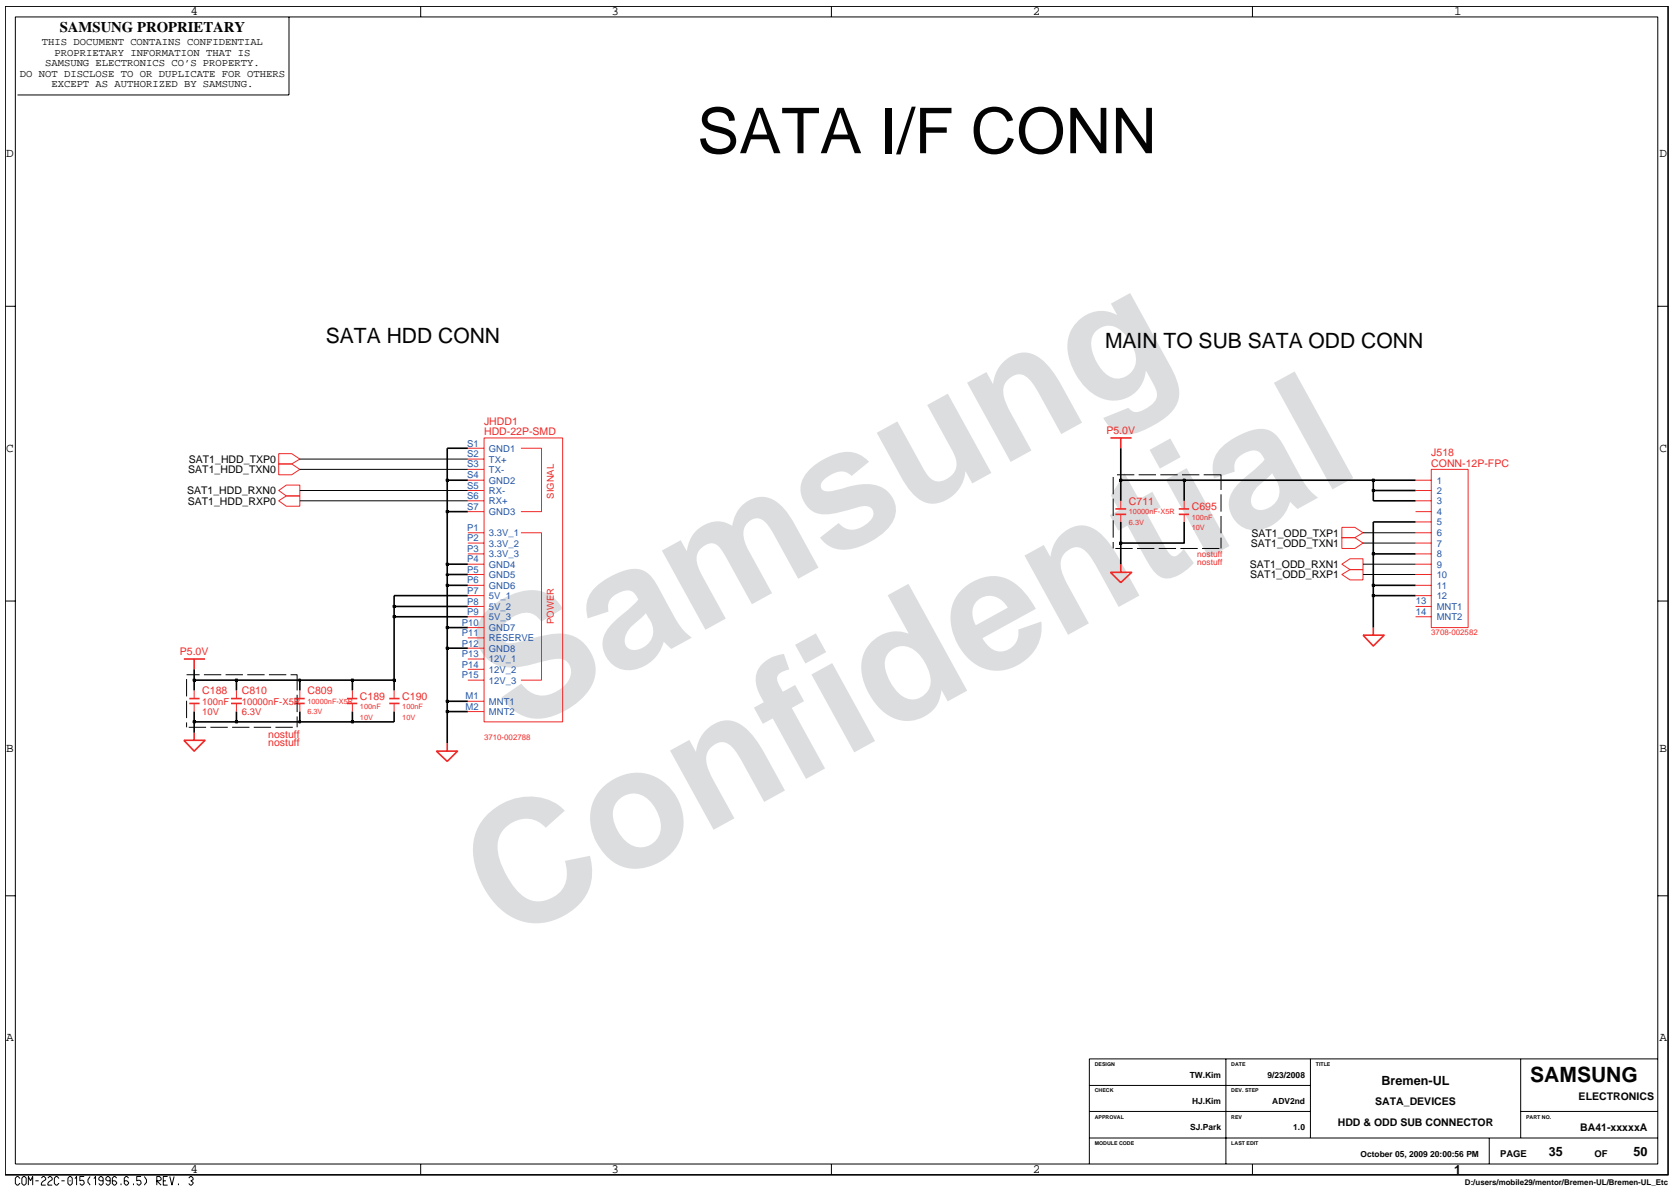 4 3 2 1
SAMSUNG PROPRIETARY
THIS DOCUMENT CONTAINS CONFIDENTIAL
PROPRIETARY INFORMATION THAT IS
SAMSUNG ELECTRONICS CO'S PROPERTY.
DO NOT DISCLOSE TO OR DUPLICATE FOR OTHERS
EXCEPT AS AUTHORIZED BY SAMSUNG.
SATA I/F CONN
D D
SATA HDD CONN
MAIN TO SUB SATA ODD CONN
Samsung
Confidential
C C
JHDD1
HDD-22P-SMD
SAT1_HDD_TXP0
SAT1_HDD_TXN0
SAT1_HDD_RXN0
SAT1_HDD_RXP0
S1 GND1
S2 TX+
S3 TX-
S4 GND2
S5 RX-
S6 RX+
S7 GND3
SIGNAL
P1 3.3V_1
P2 3.3V_2
P3 3.3V_3
P4 GND4
P5 GND5
P6 GND6
P7 5V_1
P8 5V_2
P9 5V_3
P10 GND7
P11 RESERVE
P12 GND8
P13 12V_1
P14 12V_2
P15 12V_3
POWER
M1 MNT1
M2 MNT2
3710-002788
P5.0V
C188
100nF
10V
C810
10000nF-X5R
6.3V
C809
10000nF-X5R
6.3V
C189
100nF
10V
C190
100nF
10V
nostuff
nostuff
P5.0V
C711
10000nF-X5R
6.3V
C695
100nF
10V
nostuff
nostuff
J518
CONN-12P-FPC
1
2
3
4
5
6
7
8
9
10
11
12
13 MNT1
14 MNT2
3708-002582
SAT1_ODD_TXP1
SAT1_ODD_TXN1
SAT1_ODD_RXN1
SAT1_ODD_RXP1
B B
A A
DESIGN TW.Kim
DATE 9/23/2008
TITLE
CHECK HJ.Kim
DEV. STEP ADV2nd
APPROVAL SJ.Park
REV 1.0
MODULE CODE
LAST EDIT
October 05, 2009 20:00:56 PM
Bremen-UL
SATA_DEVICES
HDD & ODD SUB CONNECTOR
SAMSUNG
ELECTRONICS
PART NO.
BA41-xxxxxA
PAGE 35 OF 50
4 3 2 1
COM-22C-015(1996.6.5) REV. 3
D:/users/mobile29/mentor/Bremen-UL/Bremen-UL_Etc